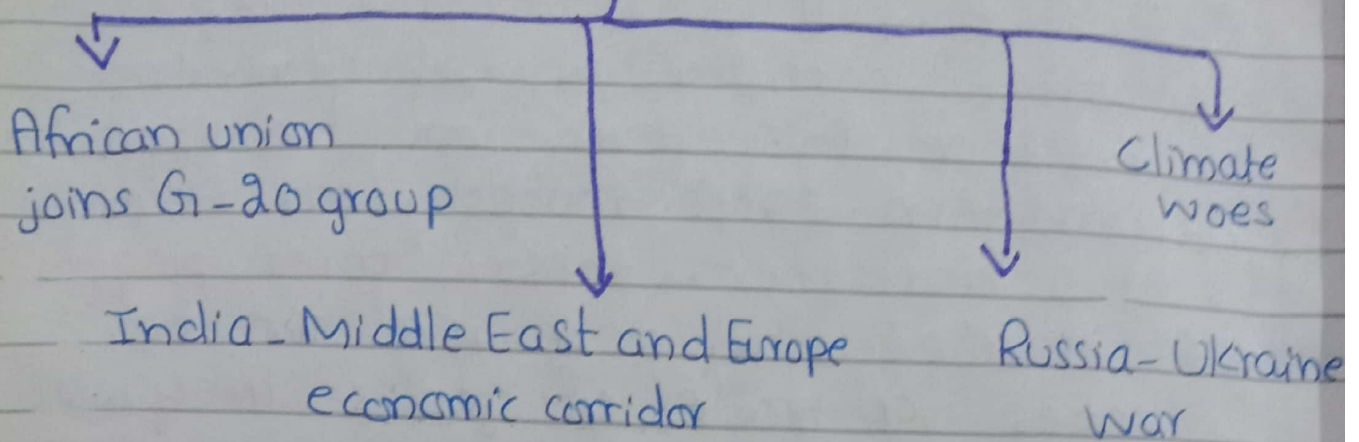 African union
joins G-20 group
Climate
woes
India-Middle East and Europe
economic corridor
Russia-Ukraine
war